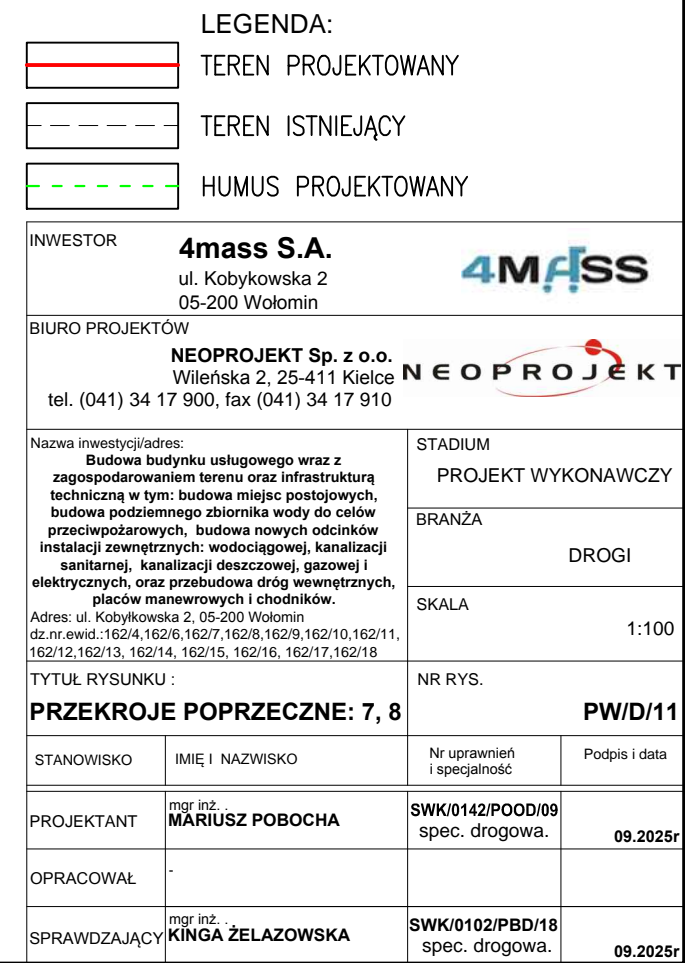 LEGENDA:
TEREN PROJEKTOWANY
TEREN ISTNIEJĄCY
HUMUS PROJEKTOWANY
INWESTOR
4mass S.A.
ul. Kobykowska 2
05-200 Wołomin
4MASS
BIURO PROJEKTÓW
NEOPROJEKT Sp. z o.o.
Wileńska 2, 25-411 Kielce
tel. (041) 34 17 900, fax (041) 34 17 910
NEOPROJEKT
Nazwa inwestycji/adres:
Budowa budynku usługowego wraz z
zagospodarowaniem terenu oraz infrastrukturą
techniczną w tym: budowa miejsc postojowych,
budowa podziemnego zbiornika wody do celów
przeciwpożarowych, budowa nowych odcinków
instalacji zewnętrznych: wodociągowej, kanalizacji
sanitarnej, kanalizacji deszczowej, gazowej i
elektrycznych, oraz przebudowa dróg wewnętrznych,
placów manewrowych i chodników.
Adres: ul. Kobyłkowska 2, 05-200 Wołomin
dz.nr.ewid.:162/4,162/6,162/7,162/8,162/9,162/10,162/11,
162/12,162/13, 162/14, 162/15, 162/16, 162/17,162/18
STADIUM
PROJEKT WYKONAWCZY
BRANŻA
DROGI
SKALA
1:100
TYTUŁ RYSUNKU :
PRZEKROJE POPRZECZNE: 7, 8
NR RYS.
PW/D/11
STANOWISKO
IMIĘ I NAZWISKO
Nr uprawnień
i specjalność
Podpis i data
PROJEKTANT
mgr inż. .
MARIUSZ POBOCHA
SWK/0142/POOD/09
spec. drogowa.
09.2025r
OPRACOWAŁ
-
SPRAWDZAJĄCY
mgr inż. .
KINGA ŻELAZOWSKA
SWK/0102/PBD/18
spec. drogowa.
09.2025r